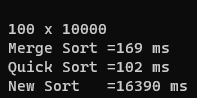 100 x 10000
Merge Sort =169 ms
Quick Sort =102 ms
New Sort   =16390 ms